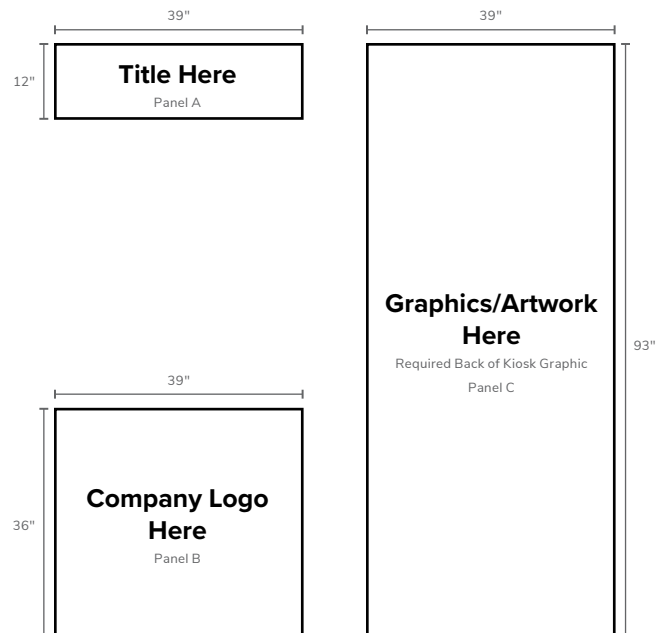 39"
12"
Title Here
Panel A
39"
36"
Company Logo
Here
Panel B
39"
93"
Graphics/Artwork
Here
Required Back of Kiosk Graphic
Panel C